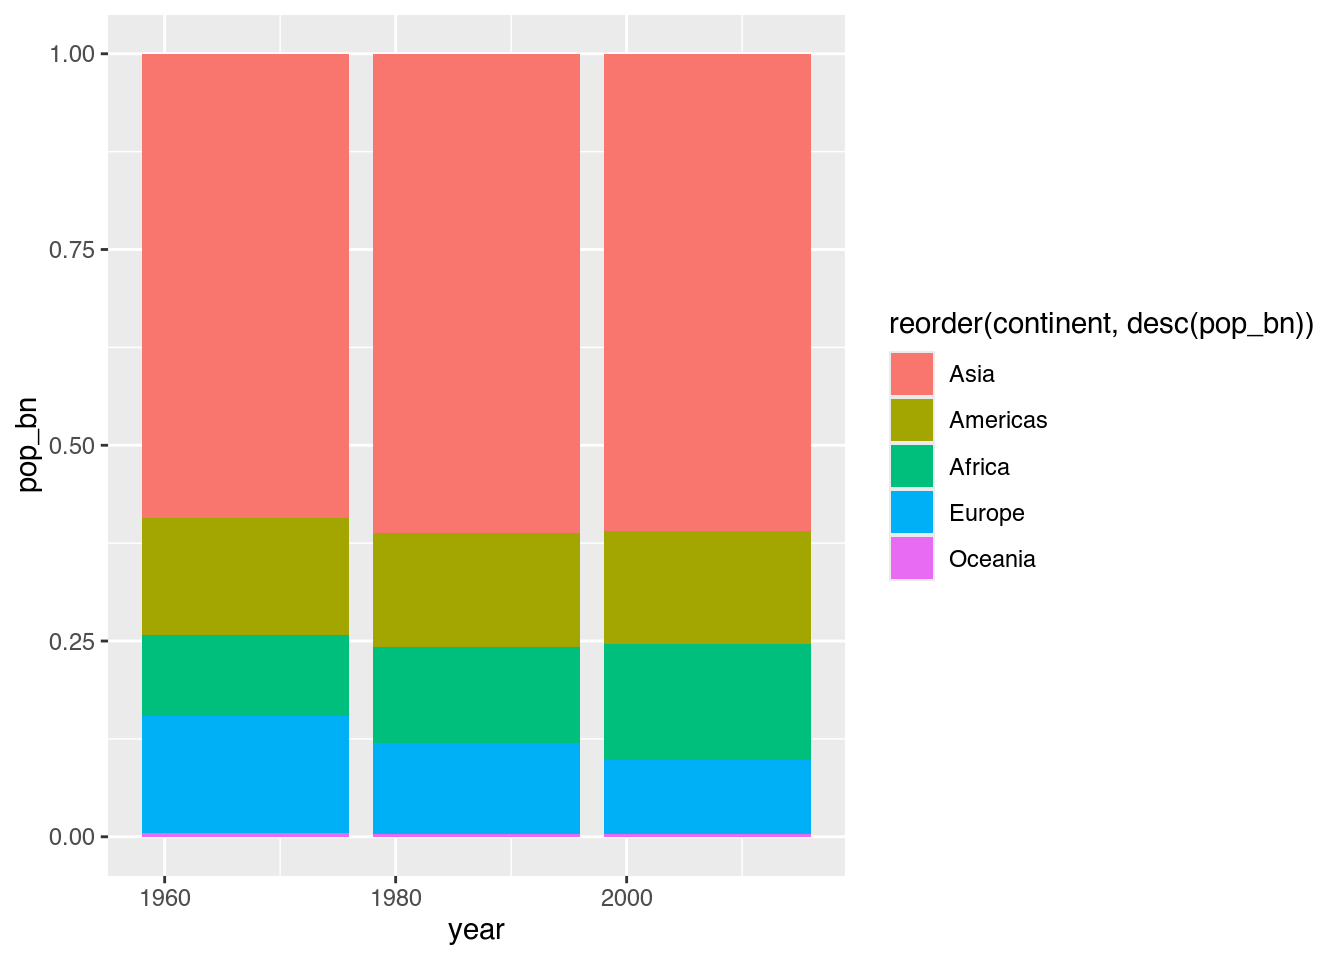 1.00
0.75
0.50
0.25
0.00
pop_bn
1960 1980 2000
year
reorder(continent, desc(pop_bn))
Asia
Americas
Africa
Europe
Oceania